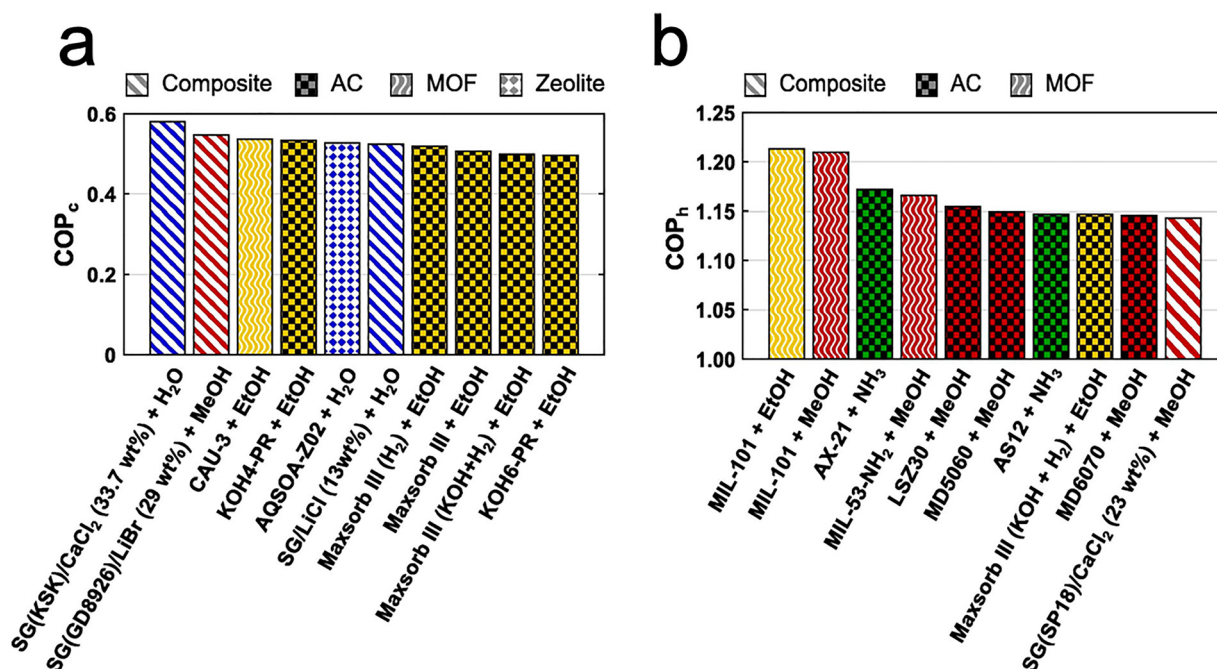 a
Composite AC MOF Zeolite
COP_c
0.6
0.4
0.2
0
SG(KSK)/CaCl₂ (33.7 wt%) + H₂O
SG(GD8926)/LiBr (29 wt%) + MeOH
CAU-3 + EtOH
KOH4-PR + EtOH
AQSOA-Z02 + H₂O
SG/LiCl (13wt%) + H₂O
Maxsorb III (H₂) + EtOH
Maxsorb III + EtOH
Maxsorb III (KOH+H₂) + EtOH
KOH6-PR + EtOH
b
Composite AC MOF
COPₕ
1.25
1.20
1.15
1.10
1.05
1.00
MIL-101 + EtOH
MIL-101 + MeOH
AX-21 + NH₃
MIL-53-NH₂ + MeOH
LSZ30 + MeOH
MD5060 + MeOH
AS12 + NH₃
Maxsorb III (KOH + H₂) + EtOH
MD6070 + MeOH
SG(SP18)/CaCl₂ (23 wt%) + MeOH